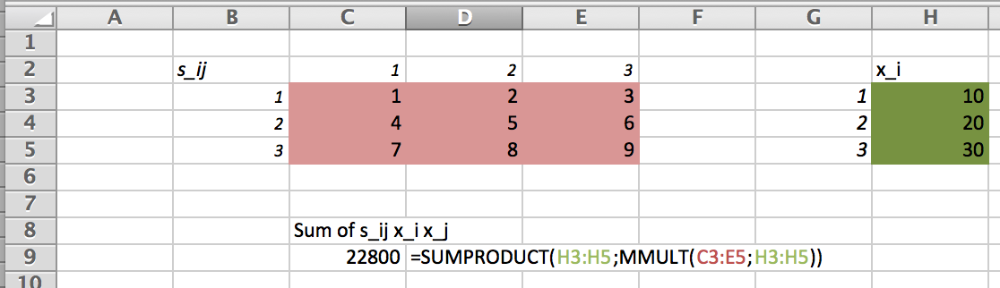 A B C D E F G H
1
2 s_ij 1 2 3 x_i
3 1 1 2 3 1 10
4 2 4 5 6 2 20
5 3 7 8 9 3 30
6
7
8 Sum of s_ij x_i x_j
9 22800 =SUMPRODUCT(H3:H5;MMULT(C3:E5;H3:H5))
10